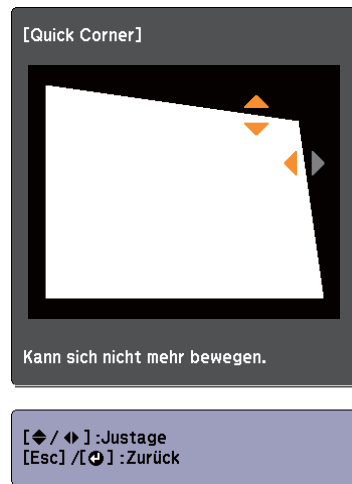 [Quick Corner]
Kann sich nicht mehr bewegen.
[◆/◆]:Justage
[Esc]/[⏎]:Zurück